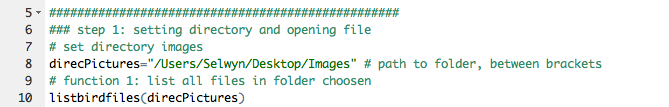 5 ################################################
6 ### step 1: setting directory and opening file
7 # set directory images
8 direcPictures="/Users/Selwyn/Desktop/Images" # path to folder, between brackets
9 # function 1: list all files in folder choosen
10 listbirdfiles(direcPictures)